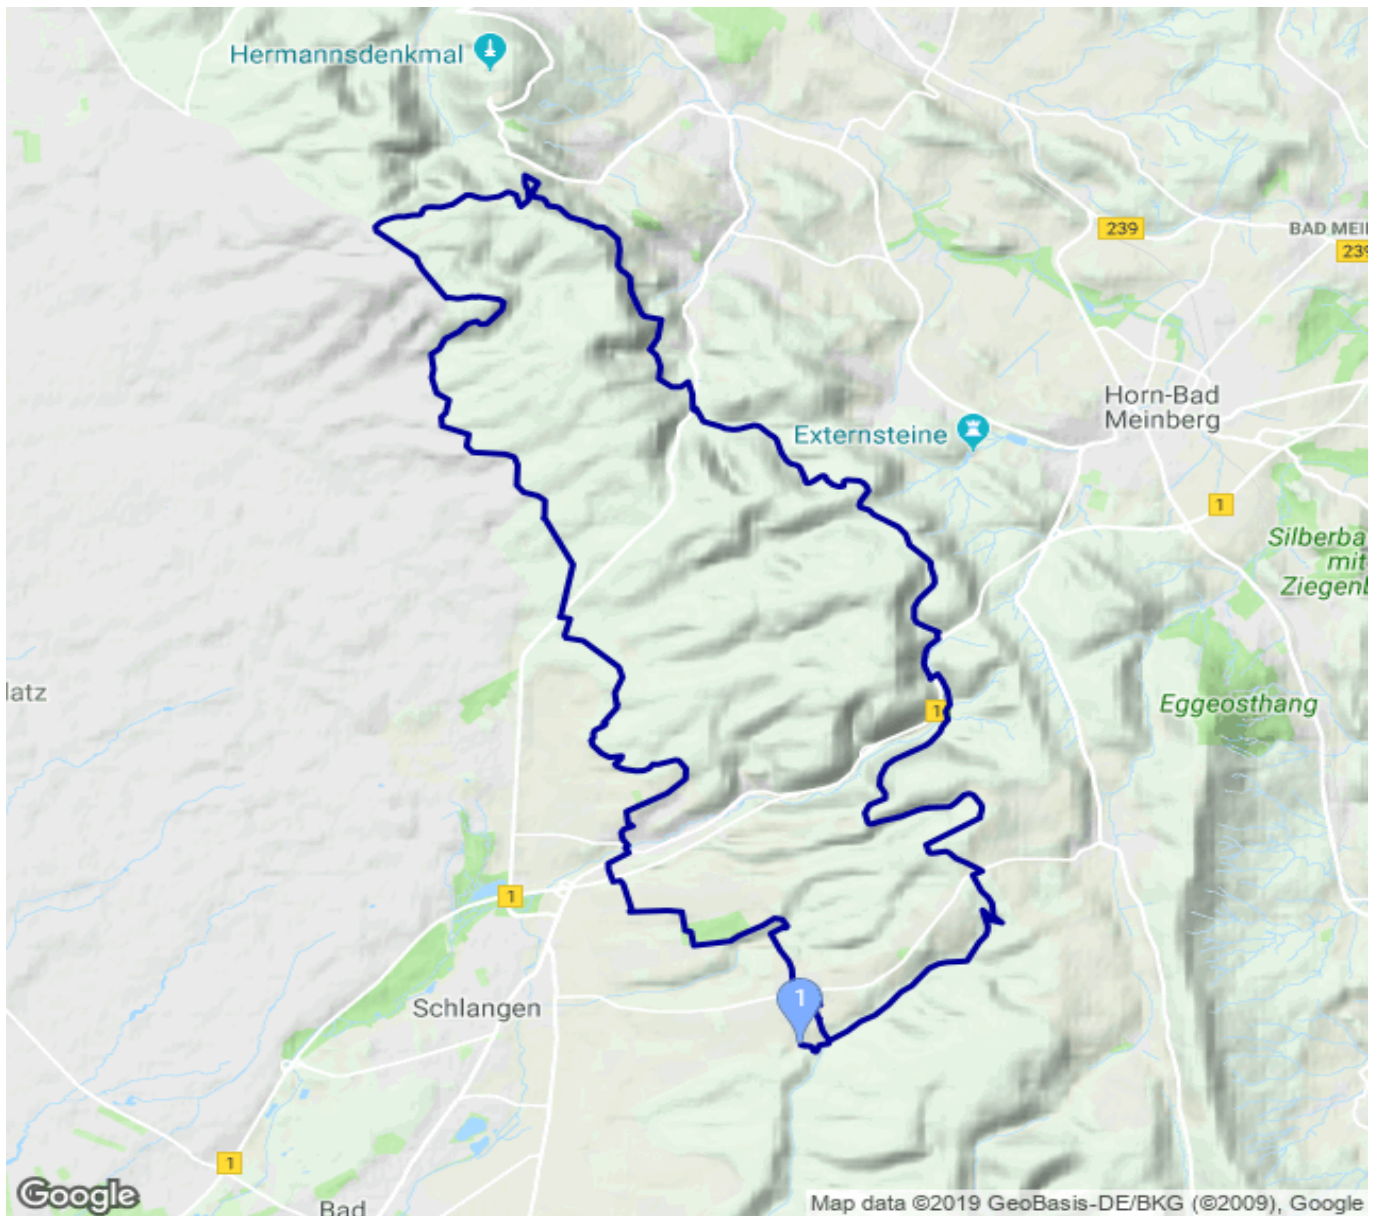 Hermannsdenkmal
239
BAD MEI
239
Horn-Bad
Meinberg
Externsteine
1
Silberba
mit
Ziegenb
latz
Eggeosthang
1
1
Schlangen
1
1
Bad
Google
Map data ©2019 GeoBasis-DE/BKG (©2009), Google